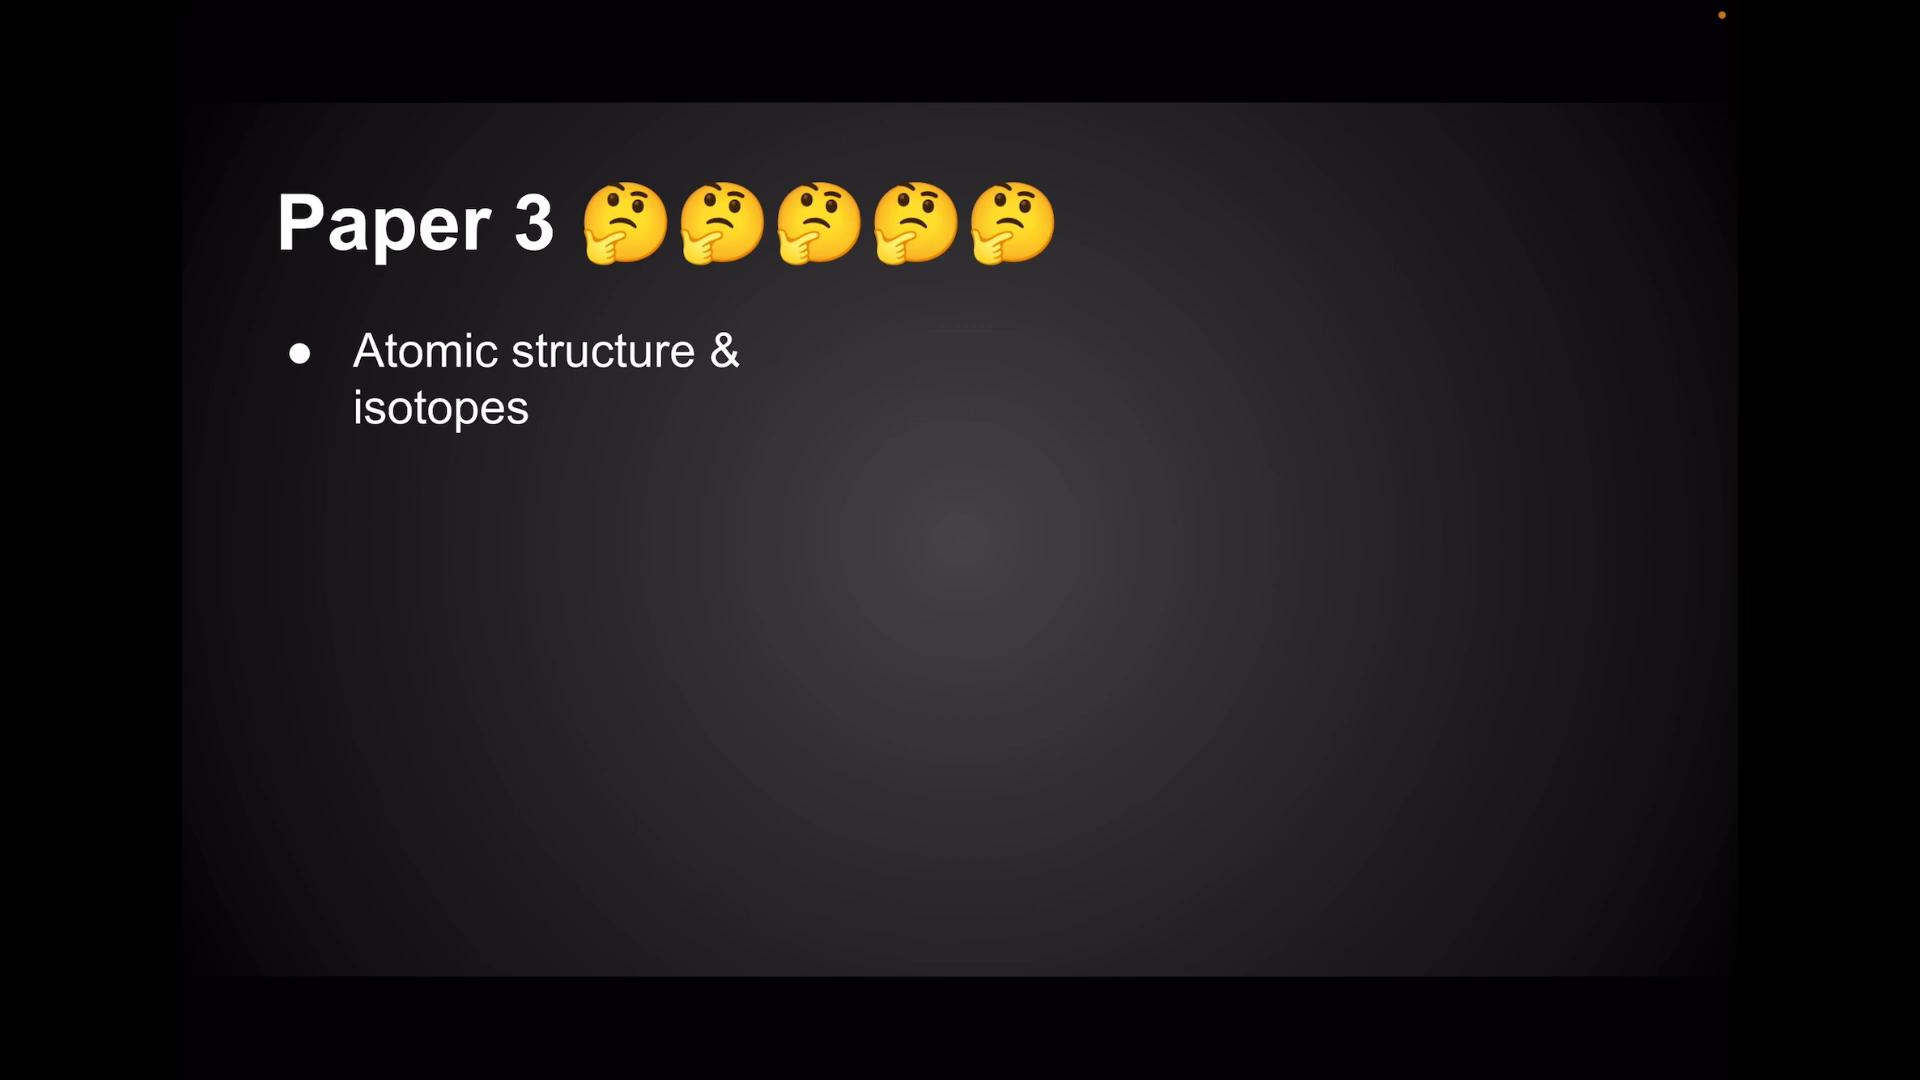 Paper 3 🤔🤔🤔🤔🤔
● Atomic structure &
isotopes